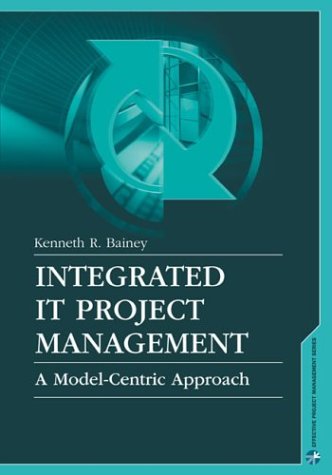 Kenneth R. Bainey
INTEGRATED
IT PROJECT
MANAGEMENT
A Model-Centric Approach
EFFECTIVE PROJECT MANAGEMENT SERIES